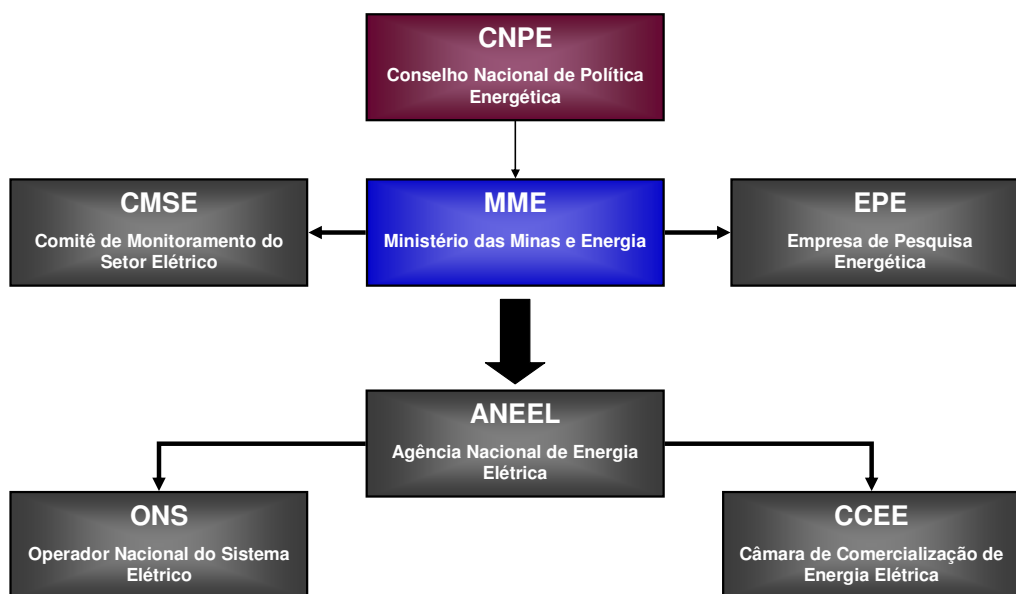 CNPE
Conselho Nacional de Política
Energética
CMSE
Comitê de Monitoramento do
Setor Elétrico
MME
Ministério das Minas e Energia
EPE
Empresa de Pesquisa
Energética
ANEEL
Agência Nacional de Energia
Elétrica
ONS
Operador Nacional do Sistema
Elétrico
CCEE
Câmara de Comercialização de
Energia Elétrica